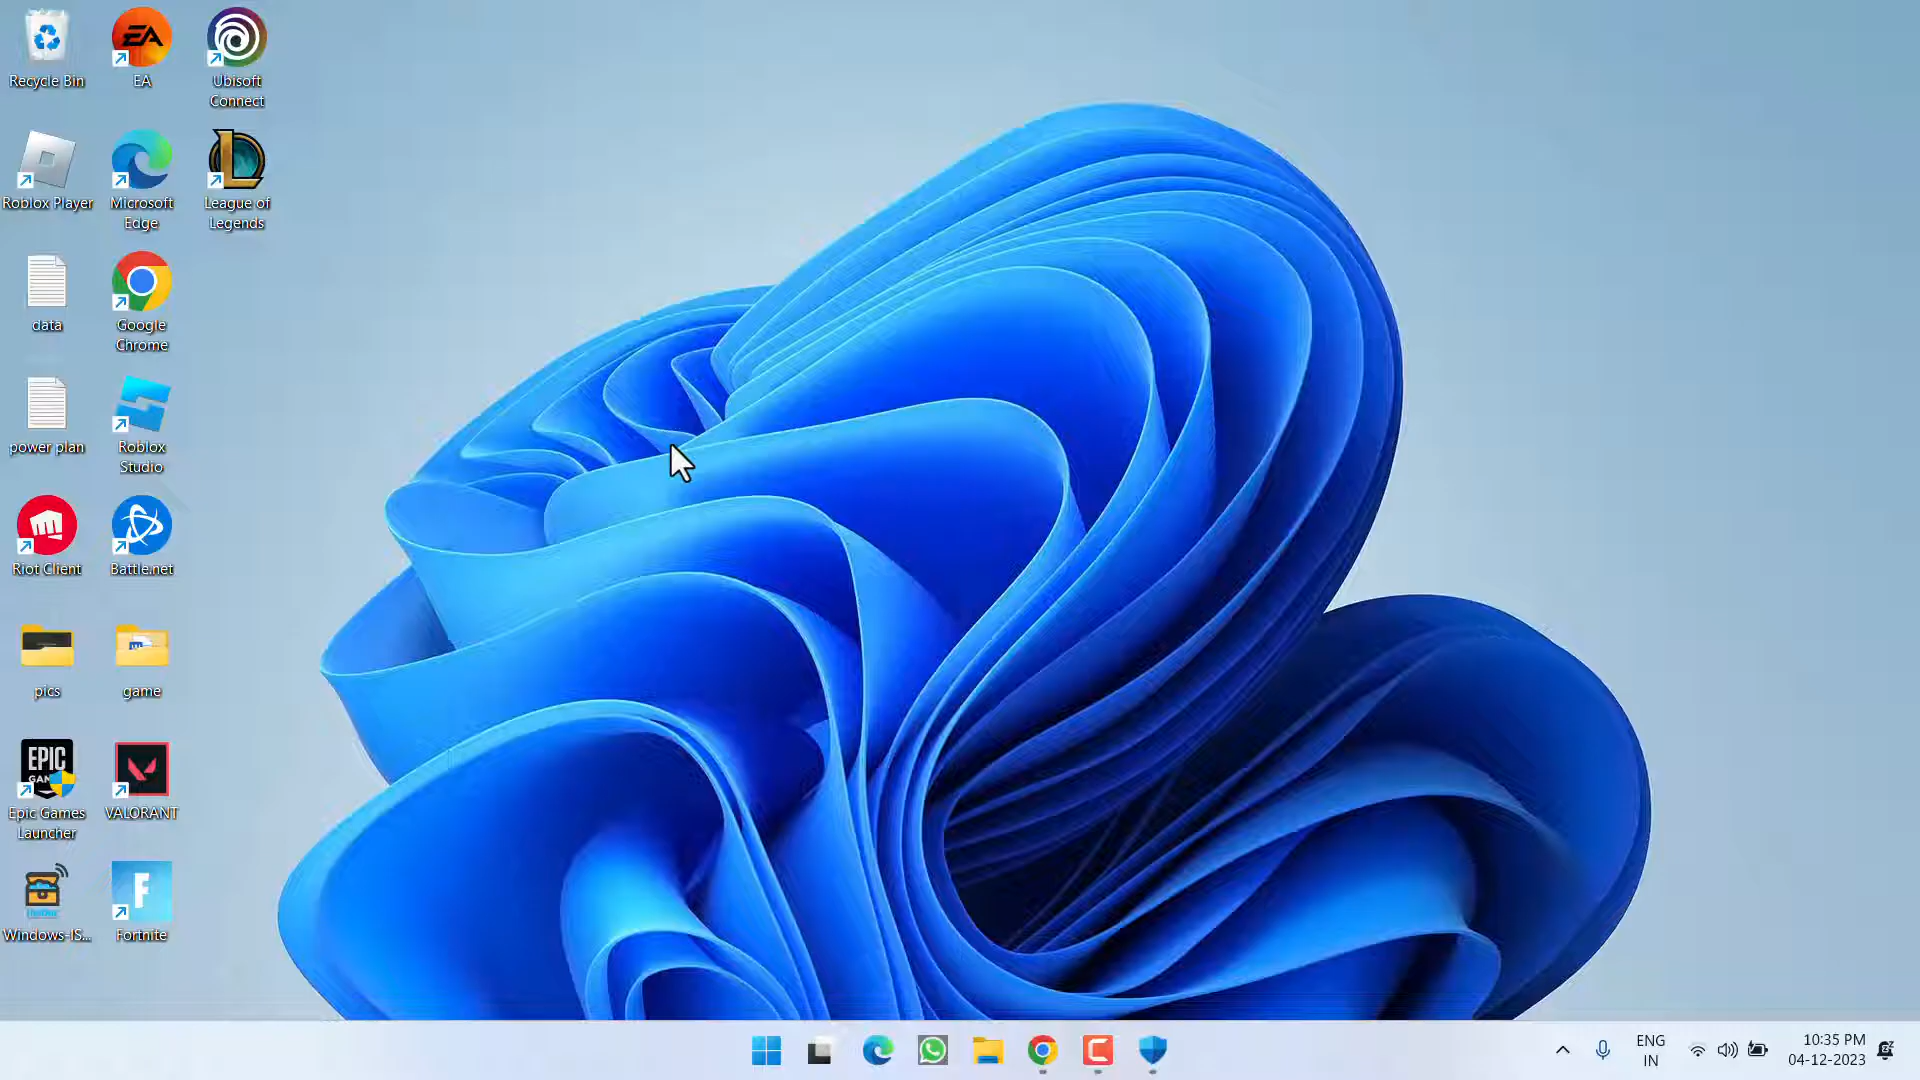 Recycle Bin
EA
Ubisoft
Connect
Roblox Player
Microsoft
Edge
League of
Legends
data
Google
Chrome
power plan
Roblox
Studio
Riot Client
Battle.net
pics
game
EPIC
Epic Games
Launcher
VALORANT
Windows-IS...
Fortnite
ENG
IN
10:35 PM
04-12-2023